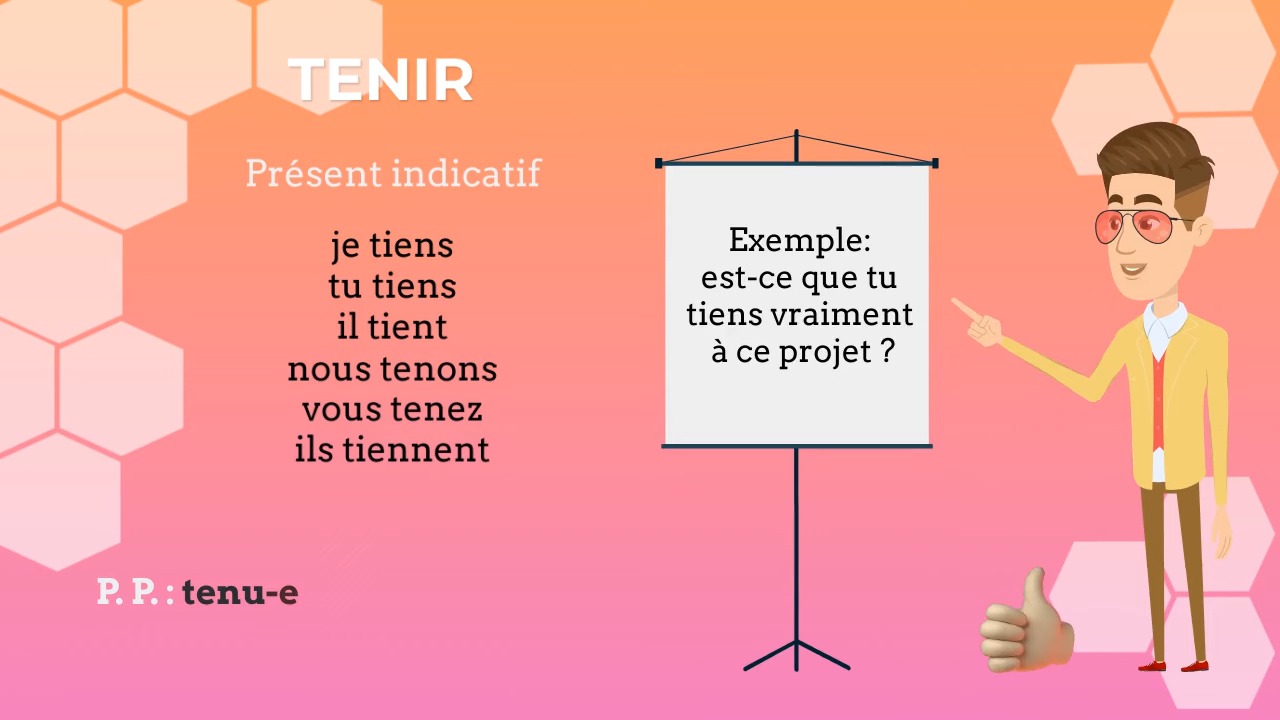 TENIR
Présent indicatif
je tiens
tu tiens
il tient
nous tenons
vous tenez
ils tiennent
P. P. : tenu-e
Exemple:
est-ce que tu
tiens vraiment
à ce projet ?